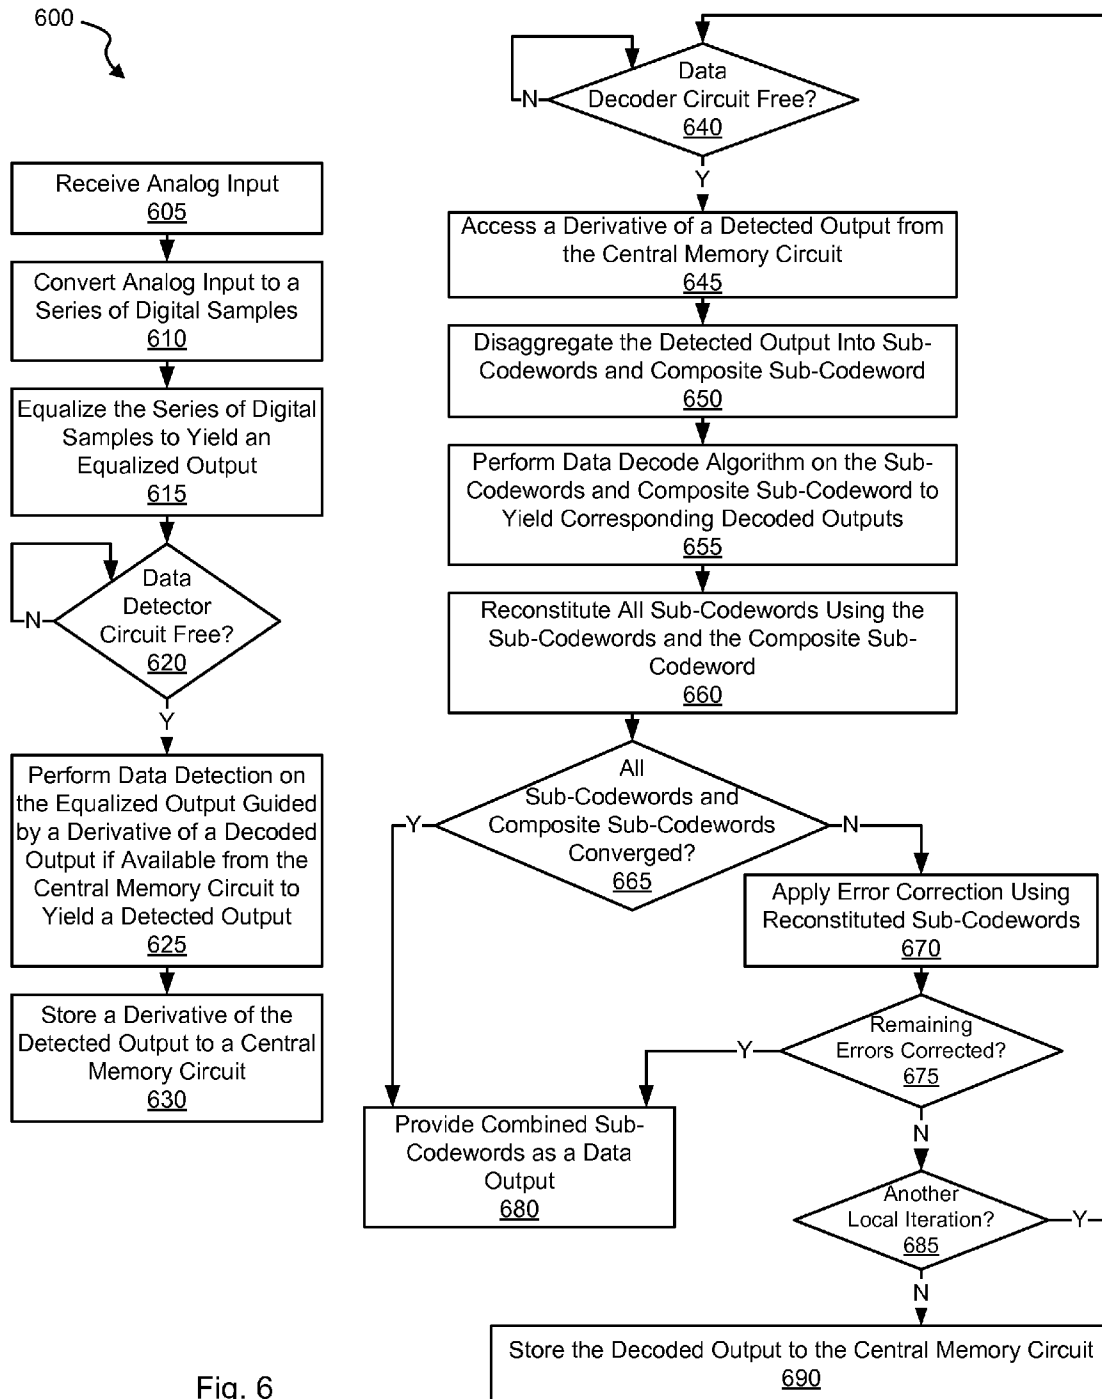 600
Receive Analog Input
605
Convert Analog Input to a
Series of Digital Samples
610
Equalize the Series of Digital
Samples to Yield an
Equalized Output
615
Data
Detector
Circuit Free?
620
N
Y
Perform Data Detection on
the Equalized Output Guided
by a Derivative of a Decoded
Output if Available from the
Central Memory Circuit to
Yield a Detected Output
625
Store a Derivative of the
Detected Output to a Central
Memory Circuit
630
Data
Decoder Circuit Free?
640
N
Y
Access a Derivative of a Detected Output from
the Central Memory Circuit
645
Disaggregate the Detected Output Into Sub-
Codewords and Composite Sub-Codeword
650
Perform Data Decode Algorithm on the Sub-
Codewords and Composite Sub-Codeword to
Yield Corresponding Decoded Outputs
655
Reconstitute All Sub-Codewords Using the
Sub-Codewords and the Composite Sub-
Codeword
660
All
Sub-Codewords and
Composite Sub-Codewords
Converged?
665
Y
N
Apply Error Correction Using
Reconstituted Sub-Codewords
670
Remaining
Errors Corrected?
675
Y
N
Provide Combined Sub-
Codewords as a Data
Output
680
Another
Local Iteration?
685
Y
N
Store the Decoded Output to the Central Memory Circuit
690
Fig. 6